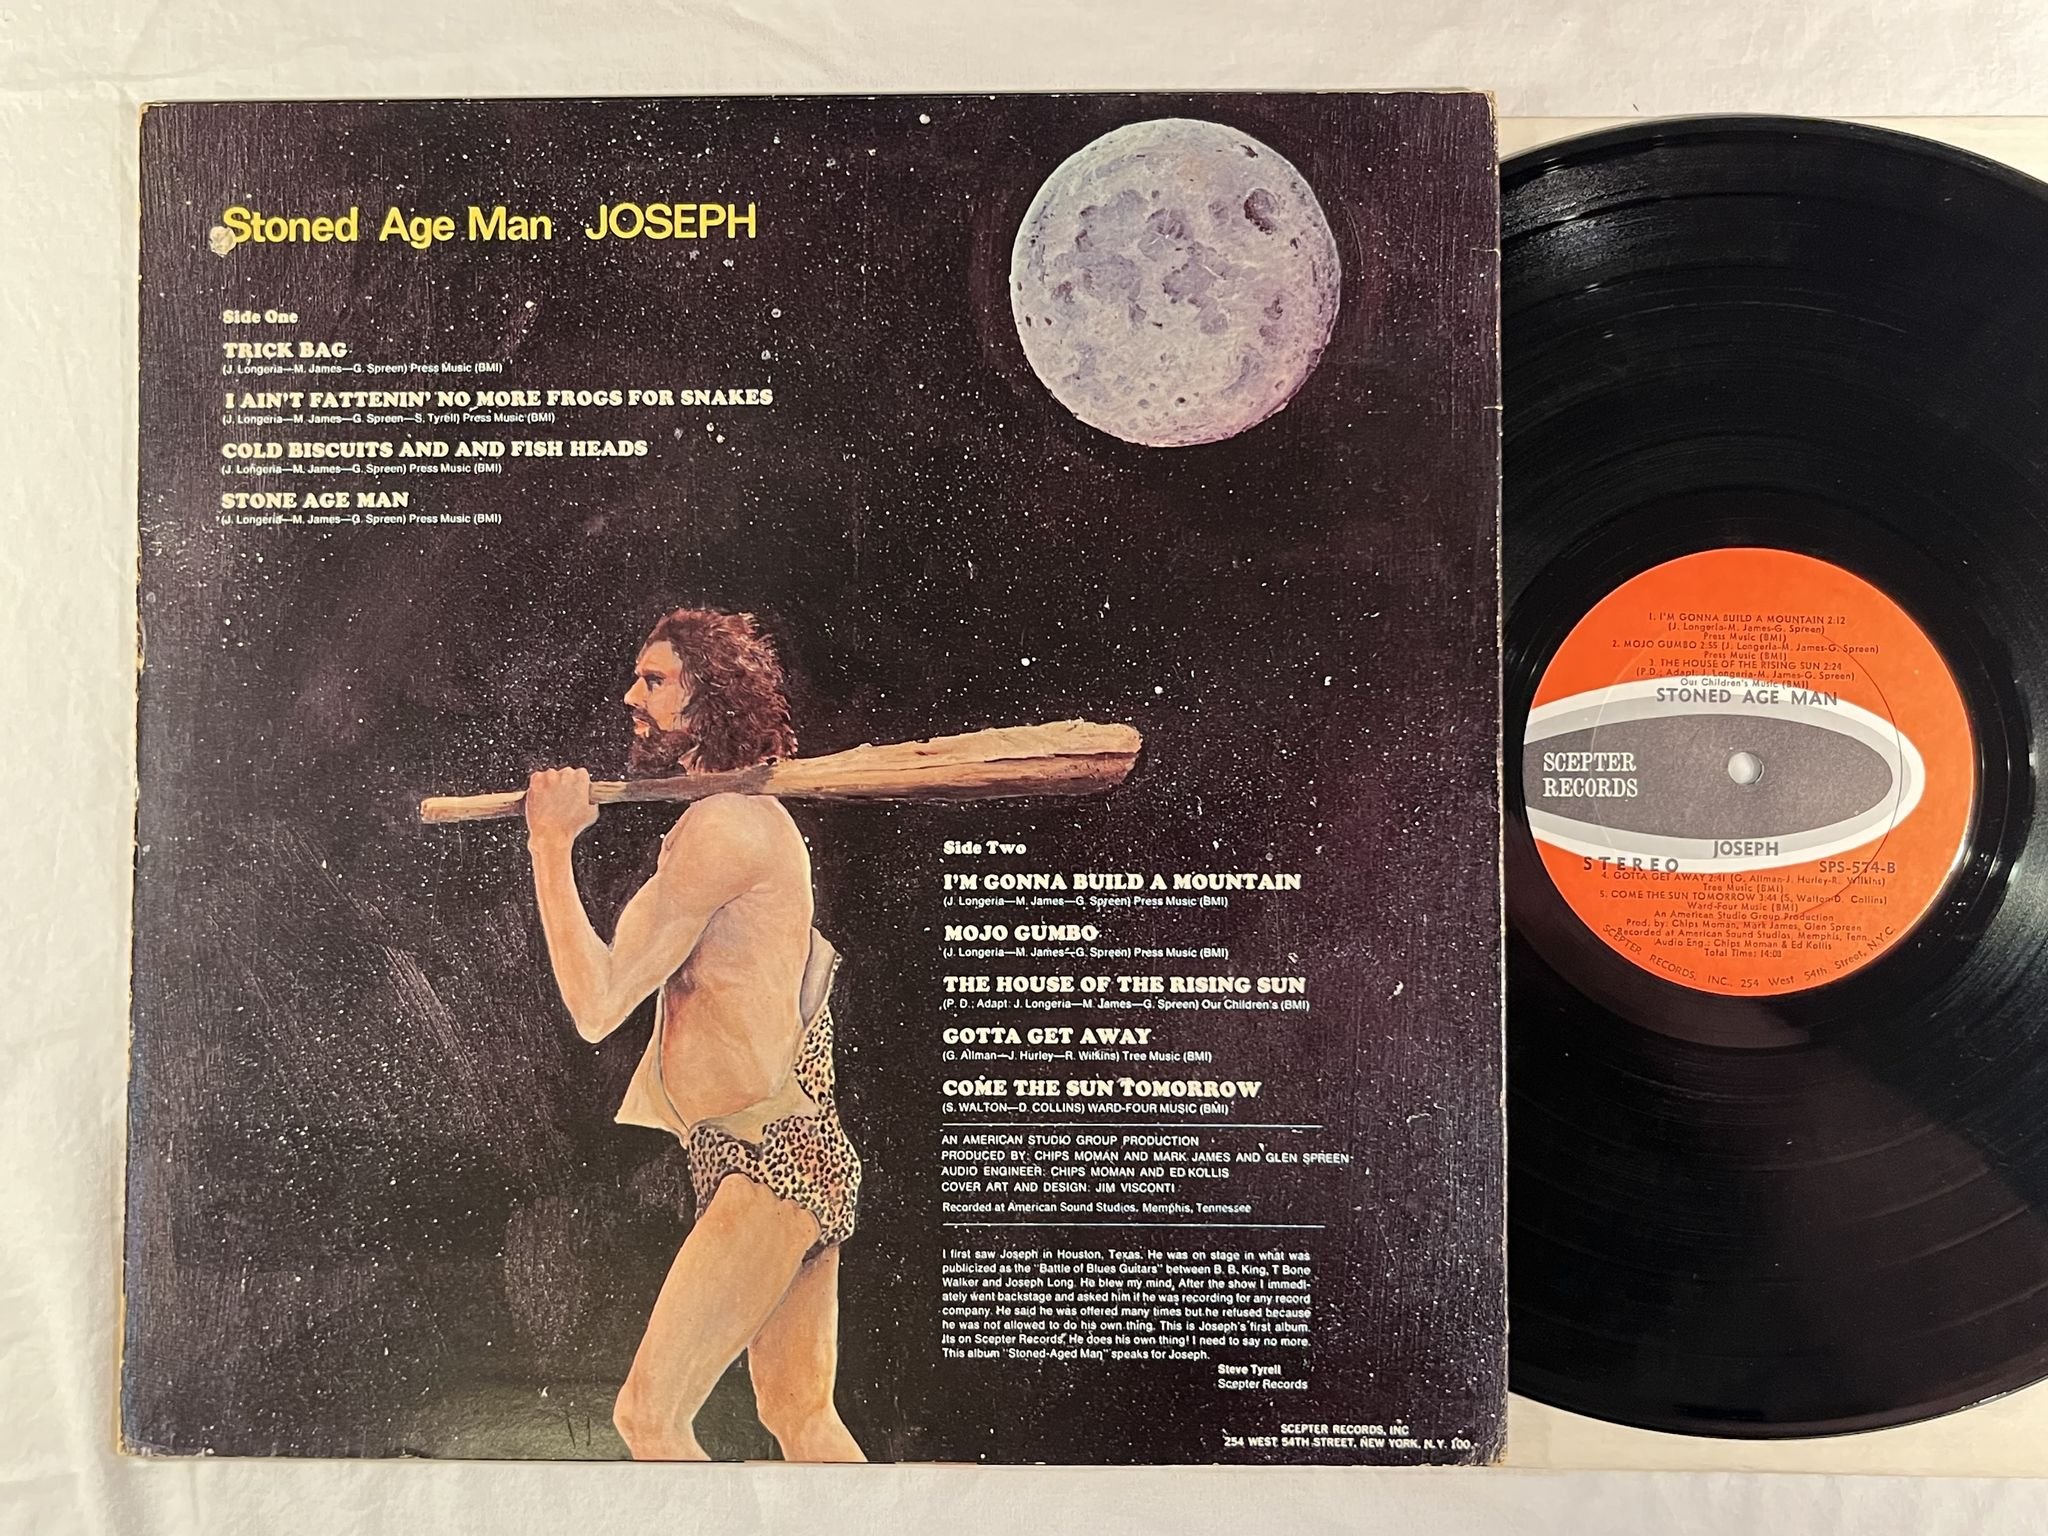 Stoned Age Man JOSEPH
Side One
TRICK BAG
(J. Longeria—M. James—G. Spreen) Press Music (BMI)
I AIN'T FATTENIN' NO MORE FROGS FOR SNAKES
(J. Longeria—M. James—G. Spreen—S. Tyrell) Press Music (BMI)
COLD BISCUITS AND AND FISH HEADS
(J. Longeria—M. James—G. Spreen) Press Music (BMI)
STONE AGE MAN
(J. Longeria—M. James—G. Spreen) Press Music (BMI)
Side Two
I'M GONNA BUILD A MOUNTAIN
(J. Longeria—M. James—G. Spreen) Press Music (BMI)
MOJO GUMBO
(J. Longeria—M. James—G. Spreen) Press Music (BMI)
THE HOUSE OF THE RISING SUN
(P. D.; Adapt: J. Longeria—M. James—G. Spreen) Our Children's (BMI)
GOTTA GET AWAY
(G. Allman—J. Hurley—R. Wilkins) Tree Music (BMI)
COME THE SUN TOMORROW
(S. WALTON—D. COLLINS) WARD-FOUR MUSIC (BMI)
AN AMERICAN STUDIO GROUP PRODUCTION
PRODUCED BY: CHIPS MOMAN AND MARK JAMES AND GLEN SPREEN
AUDIO ENGINEER: CHIPS MOMAN AND ED KOLLIS
COVER ART AND DESIGN: JIM VISCONTI
Recorded at American Sound Studios, Memphis, Tennessee
I first saw Joseph in Houston, Texas. He was on stage in what was
publicized as the "Battle of Blues Guitars" between B. B. King, T Bone
Walker and Joseph Long. He blew my mind, After the show I immedi-
ately went backstage and asked him if he was recording for any record
company. He said he was offered many times but he refused because
he was not allowed to do his own thing. This is Joseph's first album.
Its on Scepter Records. He does his own thing! I need to say no more.
This album "Stoned-Aged Man" speaks for Joseph.
Steve Tyrell
Scepter Records
SCEPTER RECORDS, INC
254 WEST 54TH STREET, NEW YORK, N.Y. 100
1. I'M GONNA BUILD A MOUNTAIN 2:12
(J. Longeria-M. James-G. Spreen)
Press Music (BMI)
2. MOJO GUMBO 2:55 (J. Longeria-M. James-G. Spreen)
Press Music (BMI)
3. THE HOUSE OF THE RISING SUN 2:24
(P.D.; Adapt: J. Longeria-M. James-G. Spreen)
Our Children's Music (BMI)
STONED AGE MAN
SCEPTER
RECORDS
JOSEPH
STEREO SPS-574-B
4. GOTTA GET AWAY 2:41 (G. Allman-J. Hurley-R. Wilkins)
Tree Music (BMI)
5. COME THE SUN TOMORROW 3:44 (S. Walton-D. Collins)
Ward-Four Music (BMI)
An American Studio Group Production
Prod. by: Chips Moman, Mark James, Glen Spreen
Recorded at American Sound Studios, Memphis, Tenn.
Audio Eng.: Chips Moman & Ed Kollis
Total Time: 14:03
SCEPTER RECORDS, INC., 254 West 54th Street, N.Y.C